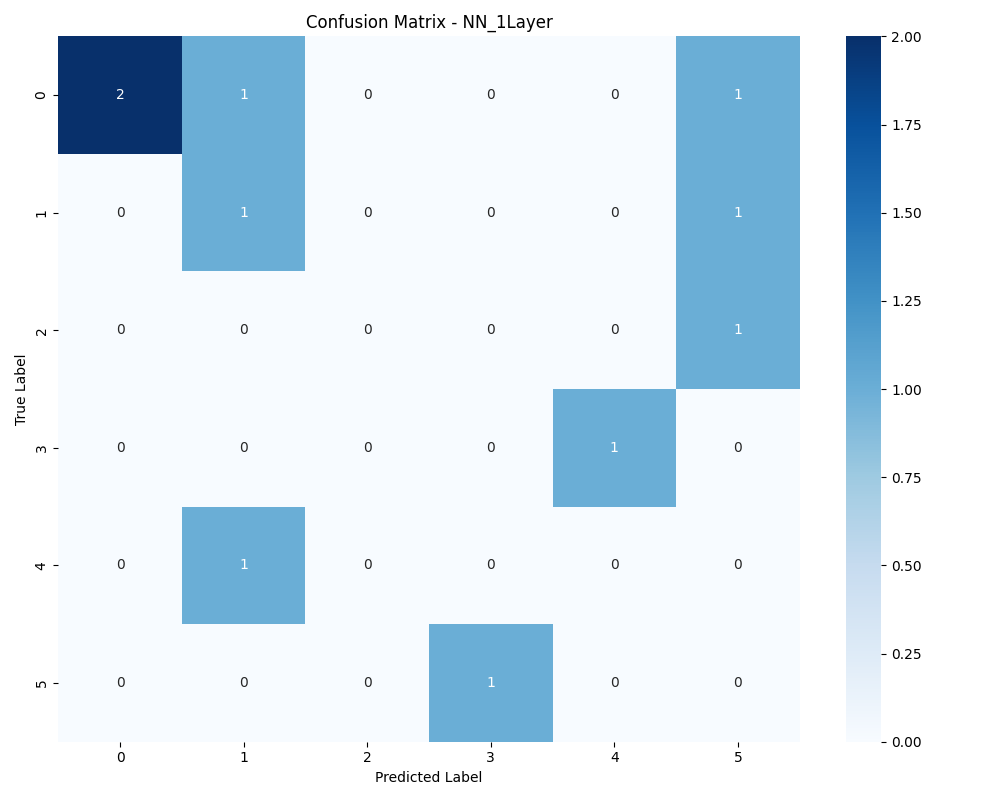 Confusion Matrix - NN_1Layer
2.00
0 2 1 0 0 0 1
1.75
1 0 1 0 0 0 1
1.50
1.25
2 0 0 0 0 0 1
True Label
1.00
3 0 0 0 0 1 0
0.75
4 0 1 0 0 0 0
0.50
0.25
5 0 0 0 1 0 0
0.00
0 1 2 3 4 5
Predicted Label